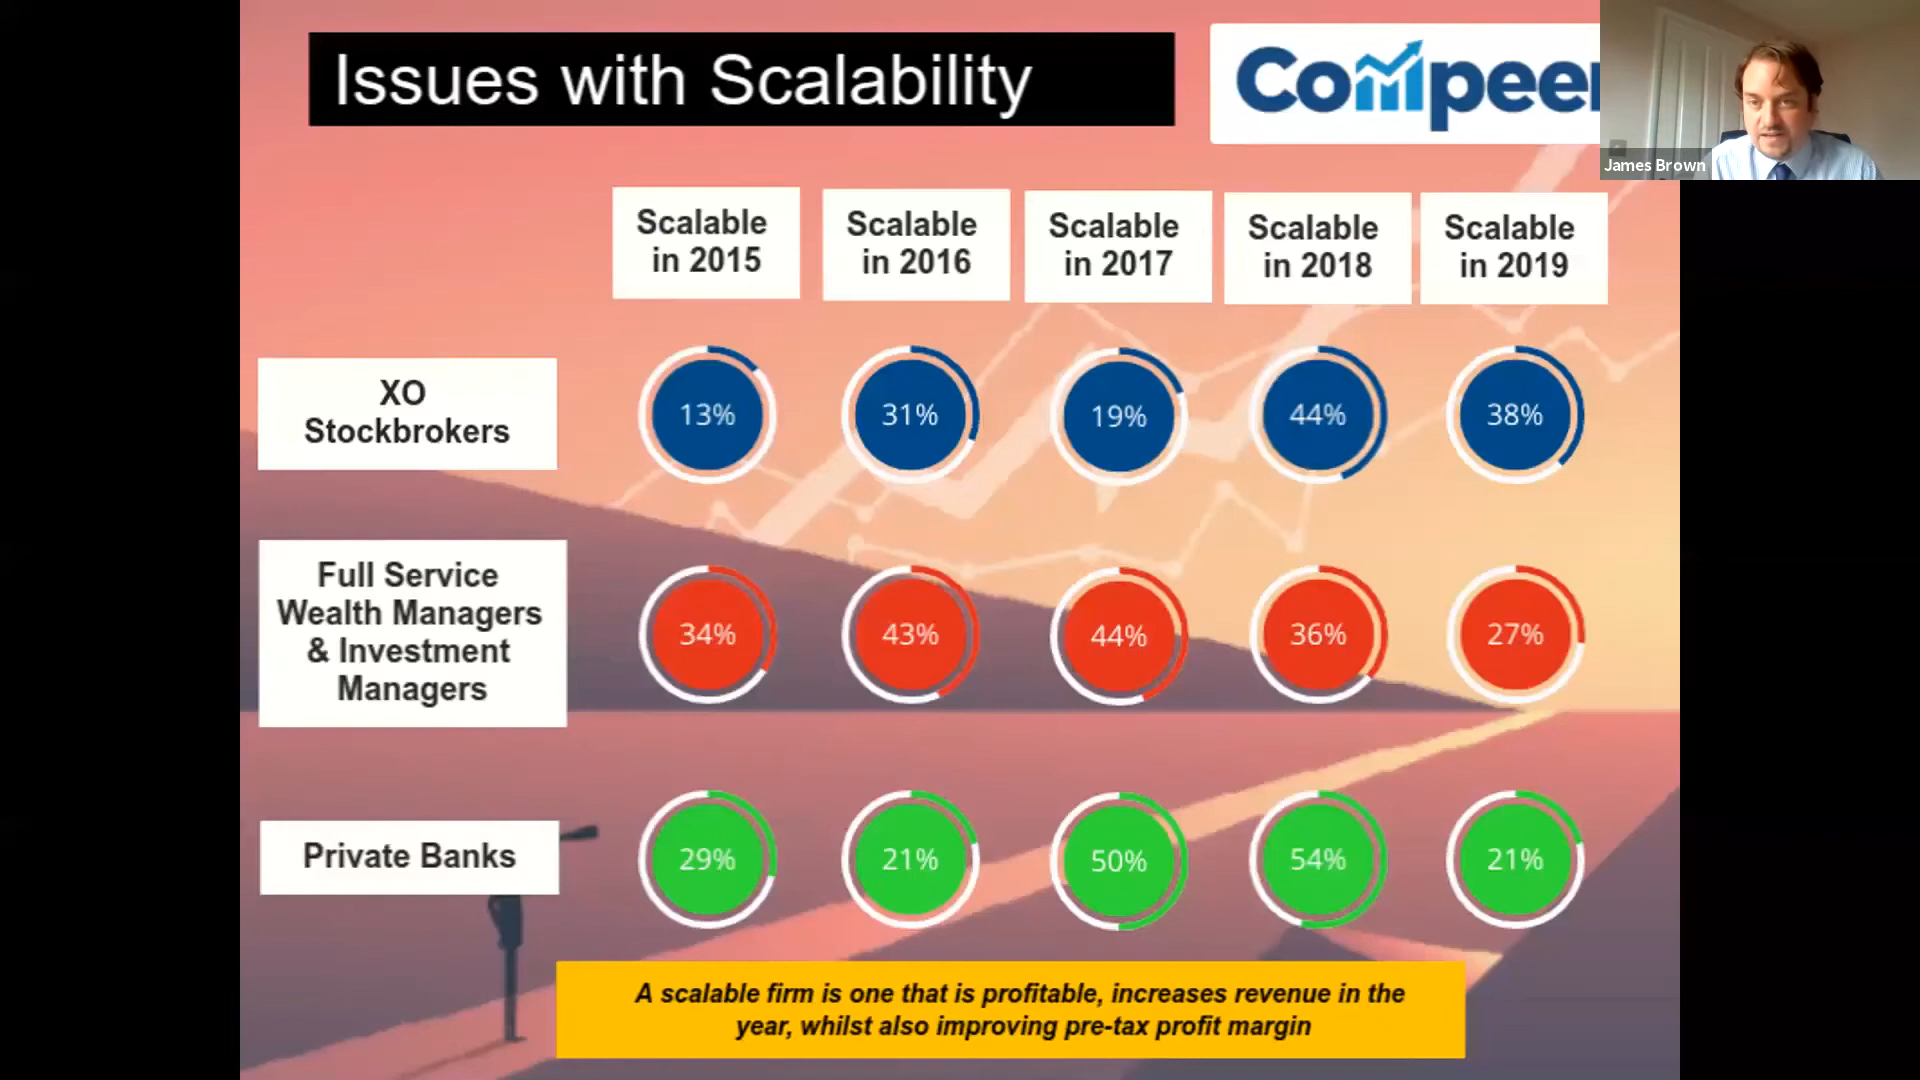 Issues with Scalability
Compeer
James Brown
Scalable
in 2015
Scalable
in 2016
Scalable
in 2017
Scalable
in 2018
Scalable
in 2019
XO
Stockbrokers
13%
31%
19%
44%
38%
Full Service
Wealth Managers
& Investment
Managers
34%
43%
44%
36%
27%
Private Banks
29%
21%
50%
54%
21%
A scalable firm is one that is profitable, increases revenue in the
year, whilst also improving pre-tax profit margin